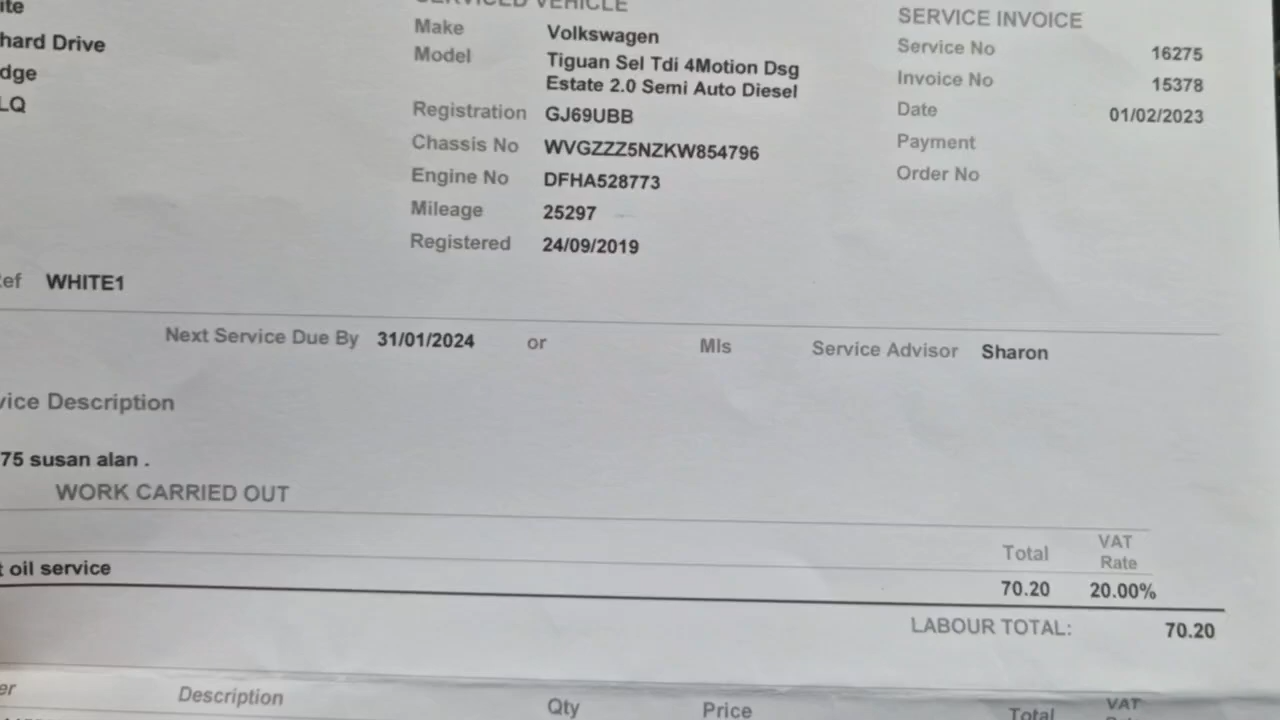 SERVICED VEHICLE
SERVICE INVOICE
Make Volkswagen
Service No 16275
hard Drive
Model Tiguan Sel Tdi 4Motion Dsg
Estate 2.0 Semi Auto Diesel
Invoice No 15378
dge
LQ
Registration GJ69UBB
Date 01/02/2023
Chassis No WVGZZZ5NZKW854796
Payment
Engine No DFHA528773
Order No
Mileage 25297
Registered 24/09/2019
ef WHITE1
Next Service Due By 31/01/2024 or Mls Service Advisor Sharon
vice Description
75 susan alan .
WORK CARRIED OUT
Total VAT
Rate
t oil service 70.20 20.00%
LABOUR TOTAL: 70.20
er Description Qty Price Total VAT